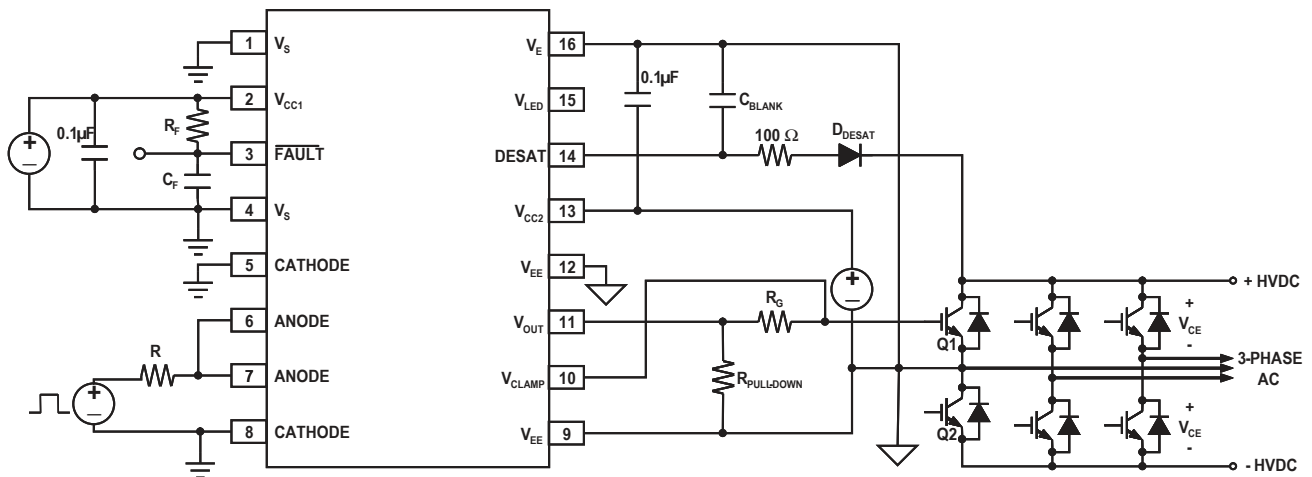 1 V_S
2 V_CC1
3 FAULT
4 V_S
5 CATHODE
6 ANODE
7 ANODE
8 CATHODE
V_E 16
V_LED 15
DESAT 14
V_CC2 13
V_EE 12
V_OUT 11
V_CLAMP 10
V_EE 9
0.1µF
R_F
C_F
+
–
R
+
–
0.1µF
C_BLANK
100 Ω
D_DESAT
+
–
R_G
R_PULL-DOWN
Q1
Q2
+ HVDC
+
V_CE
-
3-PHASE
AC
+
V_CE
-
- HVDC